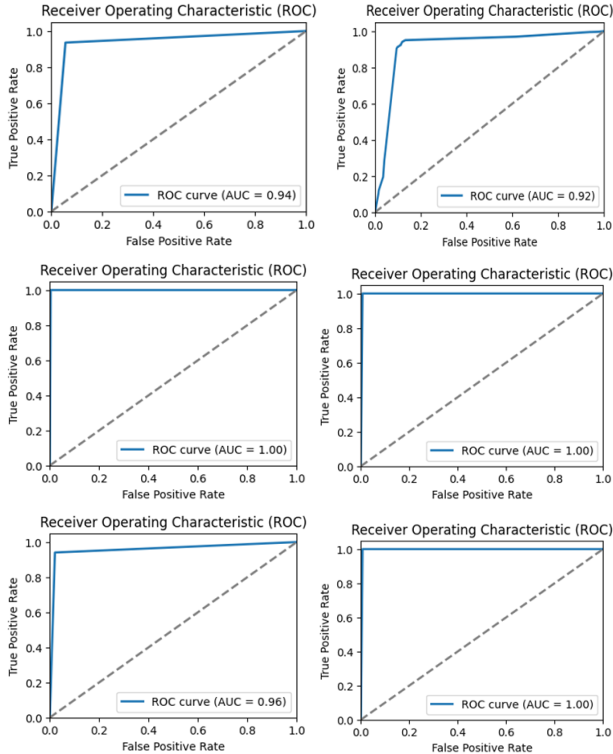 Receiver Operating Characteristic (ROC)
True Positive Rate
1.0
0.8
0.6
0.4
0.2
0.0
ROC curve (AUC = 0.94)
0.0 0.2 0.4 0.6 0.8 1.0
False Positive Rate
Receiver Operating Characteristic (ROC)
True Positive Rate
1.0
0.8
0.6
0.4
0.2
0.0
ROC curve (AUC = 0.92)
0.0 0.2 0.4 0.6 0.8 1.0
False Positive Rate
Receiver Operating Characteristic (ROC)
True Positive Rate
1.0
0.8
0.6
0.4
0.2
0.0
ROC curve (AUC = 1.00)
0.0 0.2 0.4 0.6 0.8 1.0
False Positive Rate
Receiver Operating Characteristic (ROC)
True Positive Rate
1.0
0.8
0.6
0.4
0.2
0.0
ROC curve (AUC = 1.00)
0.0 0.2 0.4 0.6 0.8 1.0
False Positive Rate
Receiver Operating Characteristic (ROC)
True Positive Rate
1.0
0.8
0.6
0.4
0.2
0.0
ROC curve (AUC = 0.96)
0.0 0.2 0.4 0.6 0.8 1.0
False Positive Rate
Receiver Operating Characteristic (ROC)
True Positive Rate
1.0
0.8
0.6
0.4
0.2
0.0
ROC curve (AUC = 1.00)
0.0 0.2 0.4 0.6 0.8 1.0
False Positive Rate